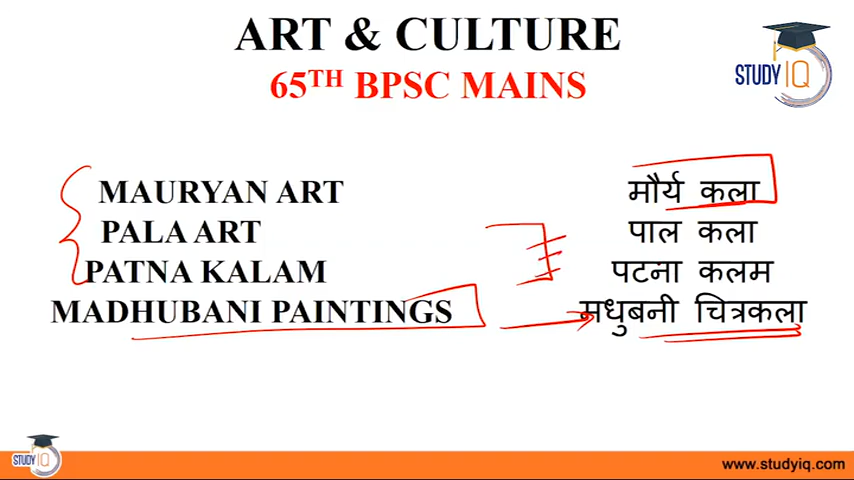 ART & CULTURE
65TH BPSC MAINS
STUDY IQ
MAURYAN ART मौर्य कला
PALA ART पाल कला
PATNA KALAM पटना कलम
MADHUBANI PAINTINGS मधुबनी चित्रकला
STUDY IQ
www.studyiq.com